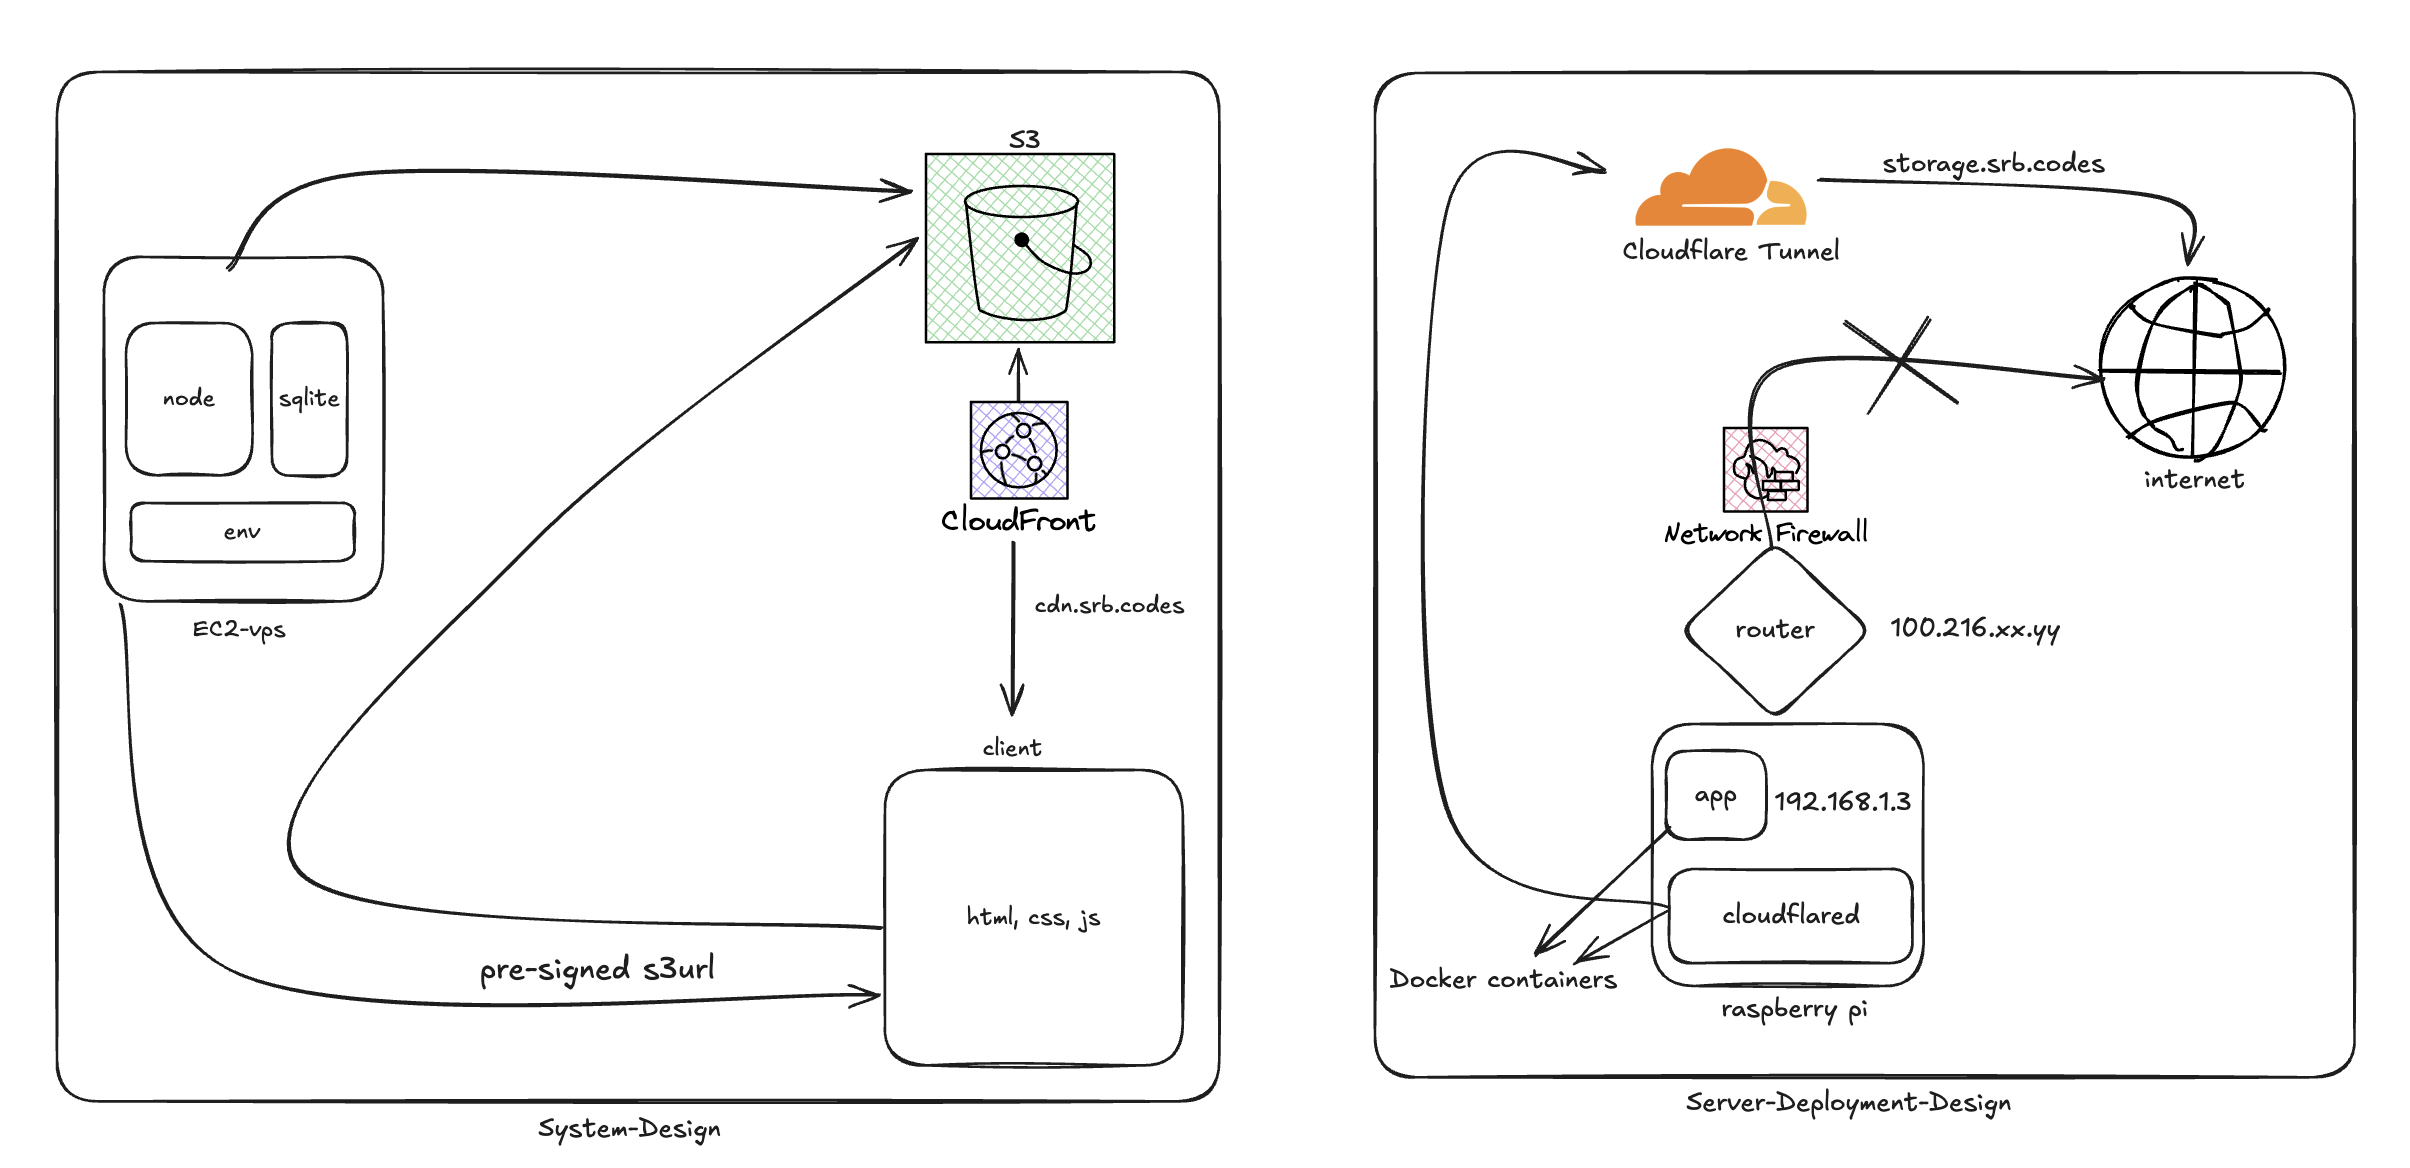 S3
node
sqlite
env
EC2-vps
CloudFront
cdn.srb.codes
client
html, css, js
pre-signed s3url
System-Design
storage.srb.codes
Cloudflare Tunnel
internet
Network Firewall
router
100.216.xx.yy
app
192.168.1.3
cloudflared
Docker containers
raspberry pi
Server-Deployment-Design